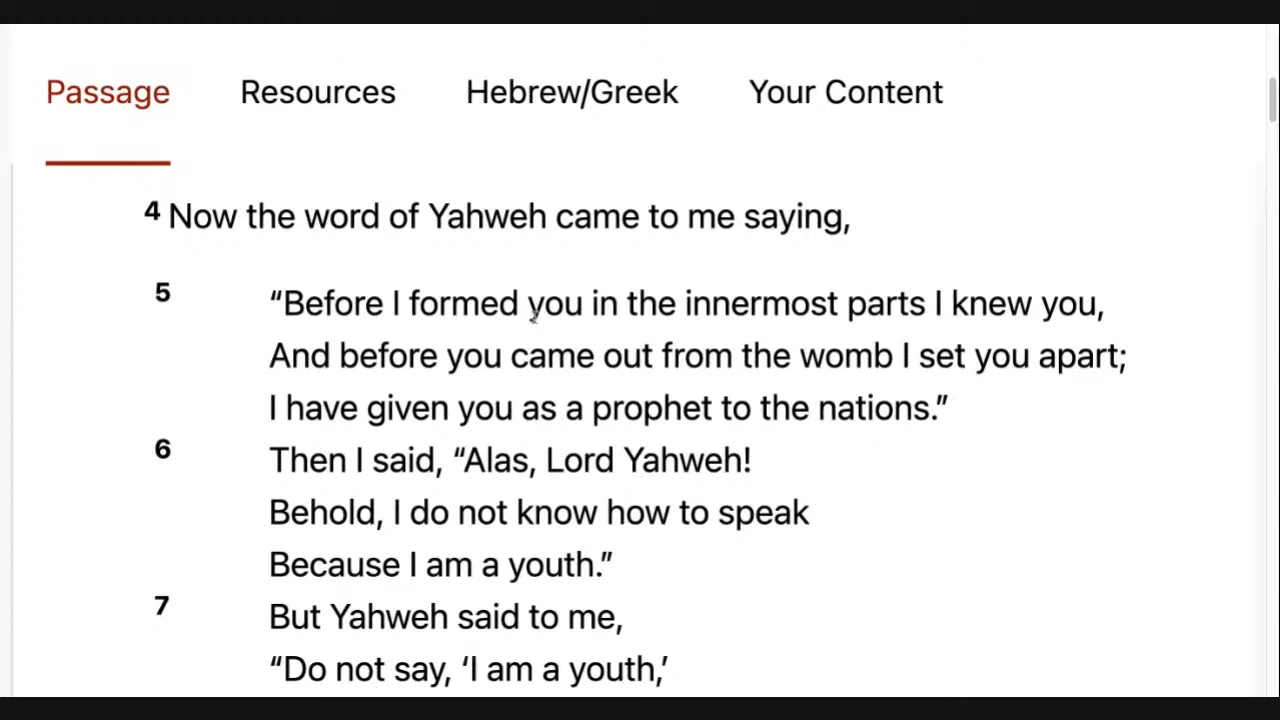 Passage Resources Hebrew/Greek Your Content
4 Now the word of Yahweh came to me saying,
5 “Before I formed you in the innermost parts I knew you,
And before you came out from the womb I set you apart;
I have given you as a prophet to the nations.”
6 Then I said, “Alas, Lord Yahweh!
Behold, I do not know how to speak
Because I am a youth.”
7 But Yahweh said to me,
“Do not say, ‘I am a youth,’